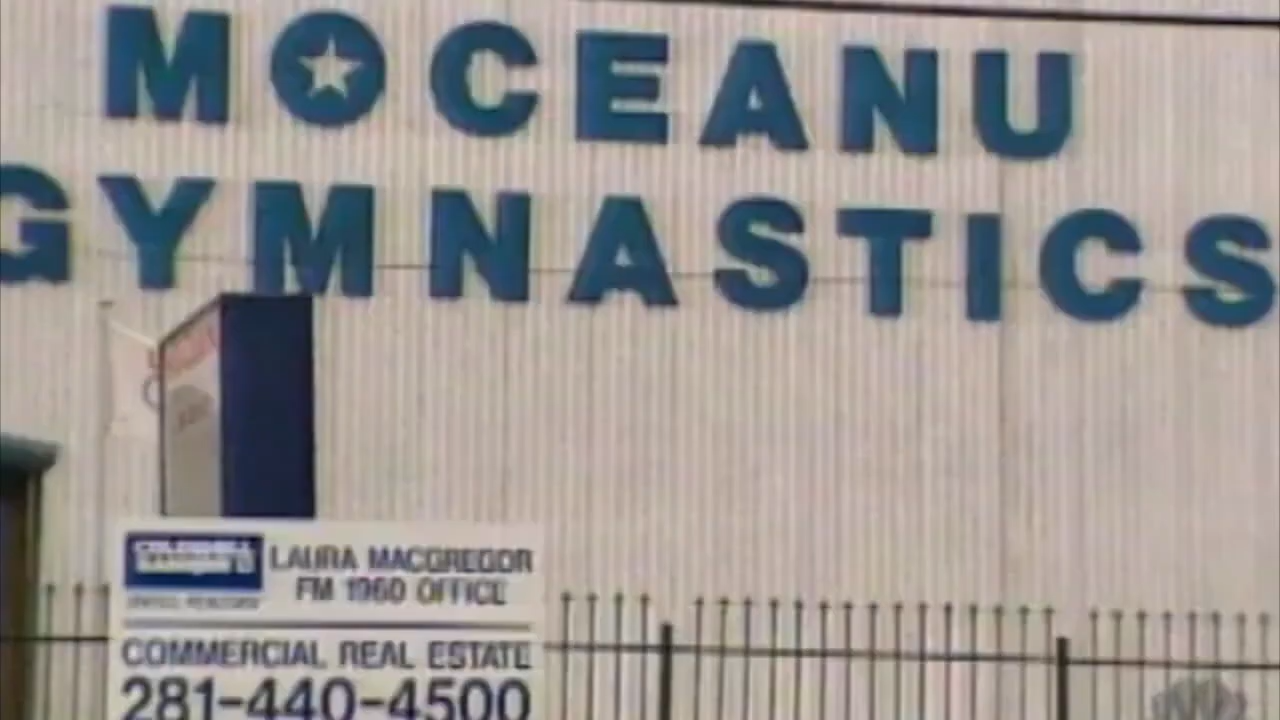 MOCEANU
GYMNASTICS
LAURA MACGREGOR
FM 1960 OFFICE
COMMERCIAL REAL ESTATE
281-440-4500